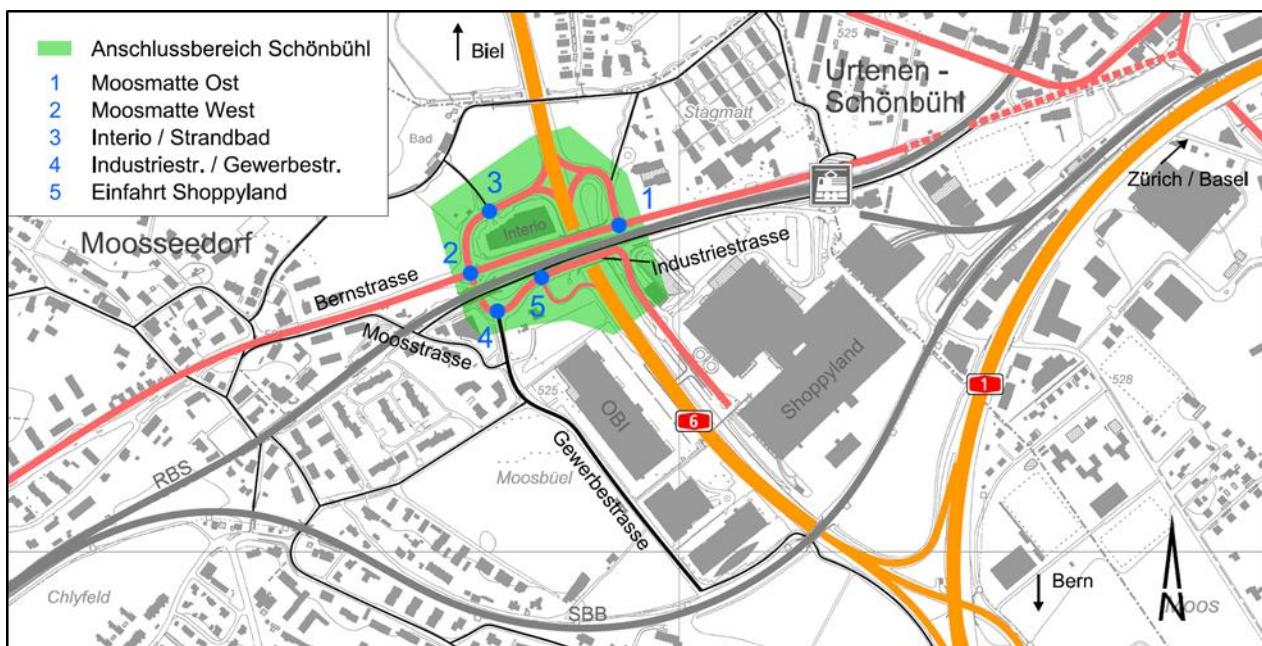 Anschlussbereich Schönbühl
1 Moosmatte Ost
2 Moosmatte West
3 Interio / Strandbad
4 Industriestr. / Gewerbestr.
5 Einfahrt Shoppyland
Biel
525
Urtenen -
Schönbühl
Stagmatt
Bad
Zürich / Basel
3
1
Interio
Moosseedorf
2
Industriestrasse
Bernstrasse
5
4
Moosstrasse
Shoppyland
528
1
525
OBI
6
RBS
Moosbüel
Gewerbestrasse
Bern
Chlyfeld
SBB
N
Moos